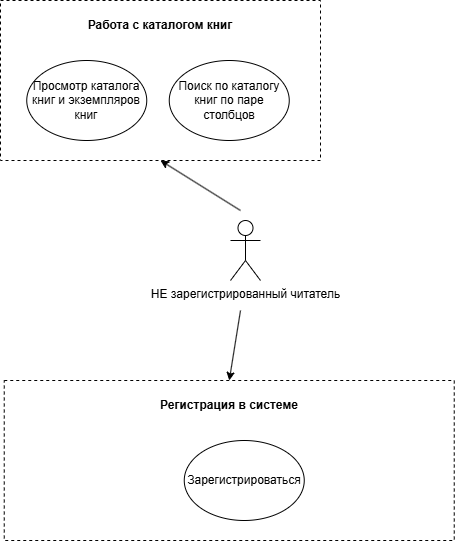 Работа с каталогом книг
Просмотр каталога
книг и экземпляров
книг
Поиск по каталогу
книг по паре
столбцов
НЕ зарегистрированный читатель
Регистрация в системе
Зарегистрироваться